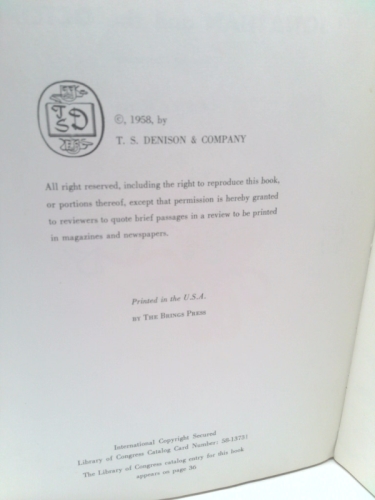 T
S D
©, 1958, by
T. S. DENISON & COMPANY
All right reserved, including the right to reproduce this book,
or portions thereof, except that permission is hereby granted
to reviewers to quote brief passages in a review to be printed
in magazines and newspapers.
Printed in the U.S.A.
BY THE BRINGS PRESS
International Copyright Secured
Library of Congress Catalog Card Number:
The Library of Congress catalog entry for this book
appears on page